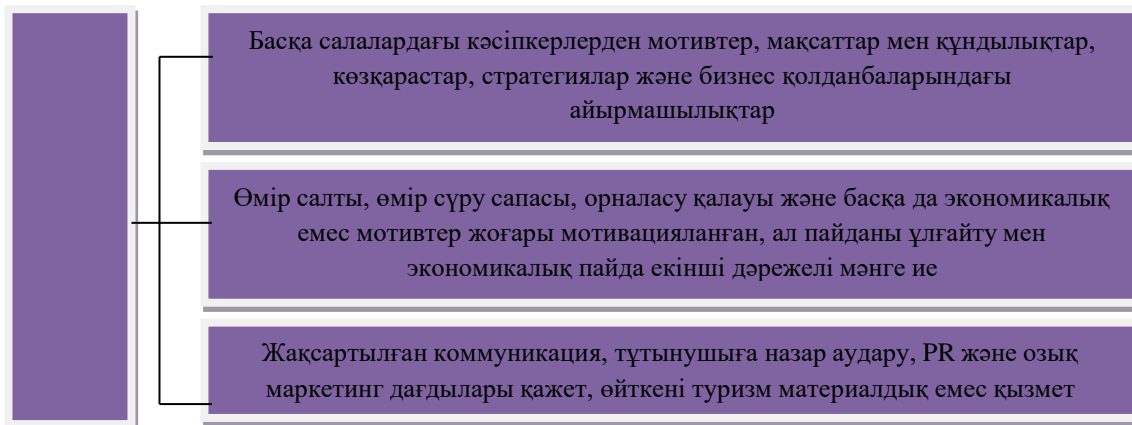 Басқа салалардағы кәсіпкерлерден мотивтер, мақсаттар мен құндылықтар,
көзқарастар, стратегиялар және бизнес қолданбаларындағы
айырмашылықтар
Өмір салты, өмір сүру сапасы, орналасу қалауы және басқа да экономикалық
емес мотивтер жоғары мотивацияланған, ал пайданы ұлғайту мен
экономикалық пайда екінші дәрежелі мәнге ие
Жақсартылған коммуникация, тұтынушыға назар аудару, PR және озық
маркетинг дағдылары қажет, өйткені туризм материалдық емес қызмет